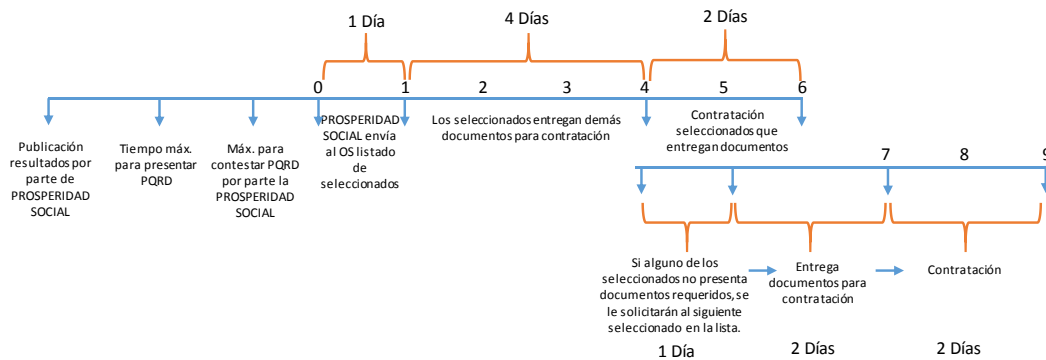 1 Día
4 Días
2 Días
0
1
2
3
4
5
6
Publicación
resultados por
parte de
PROSPERIDAD
SOCIAL
Tiempo máx.
para presentar
PQRD
Máx. para
contestar PQRD
por parte la
PROSPERIDAD
SOCIAL
PROSPERIDAD
SOCIAL envía
al OS listado
de
seleccionados
Los seleccionados entregan demás
documentos para contratación
Contratación
seleccionados que
entregan documentos
7
8
9
Si alguno de los
seleccionados no presenta
documentos requeridos, se
le solicitarán al siguiente
seleccionado en la lista.
Entrega
documentos para
contratación
Contratación
1 Día
2 Días
2 Días